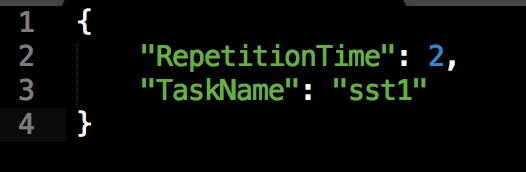 1 {
2     "RepetitionTime": 2,
3     "TaskName": "sst1"
4 }